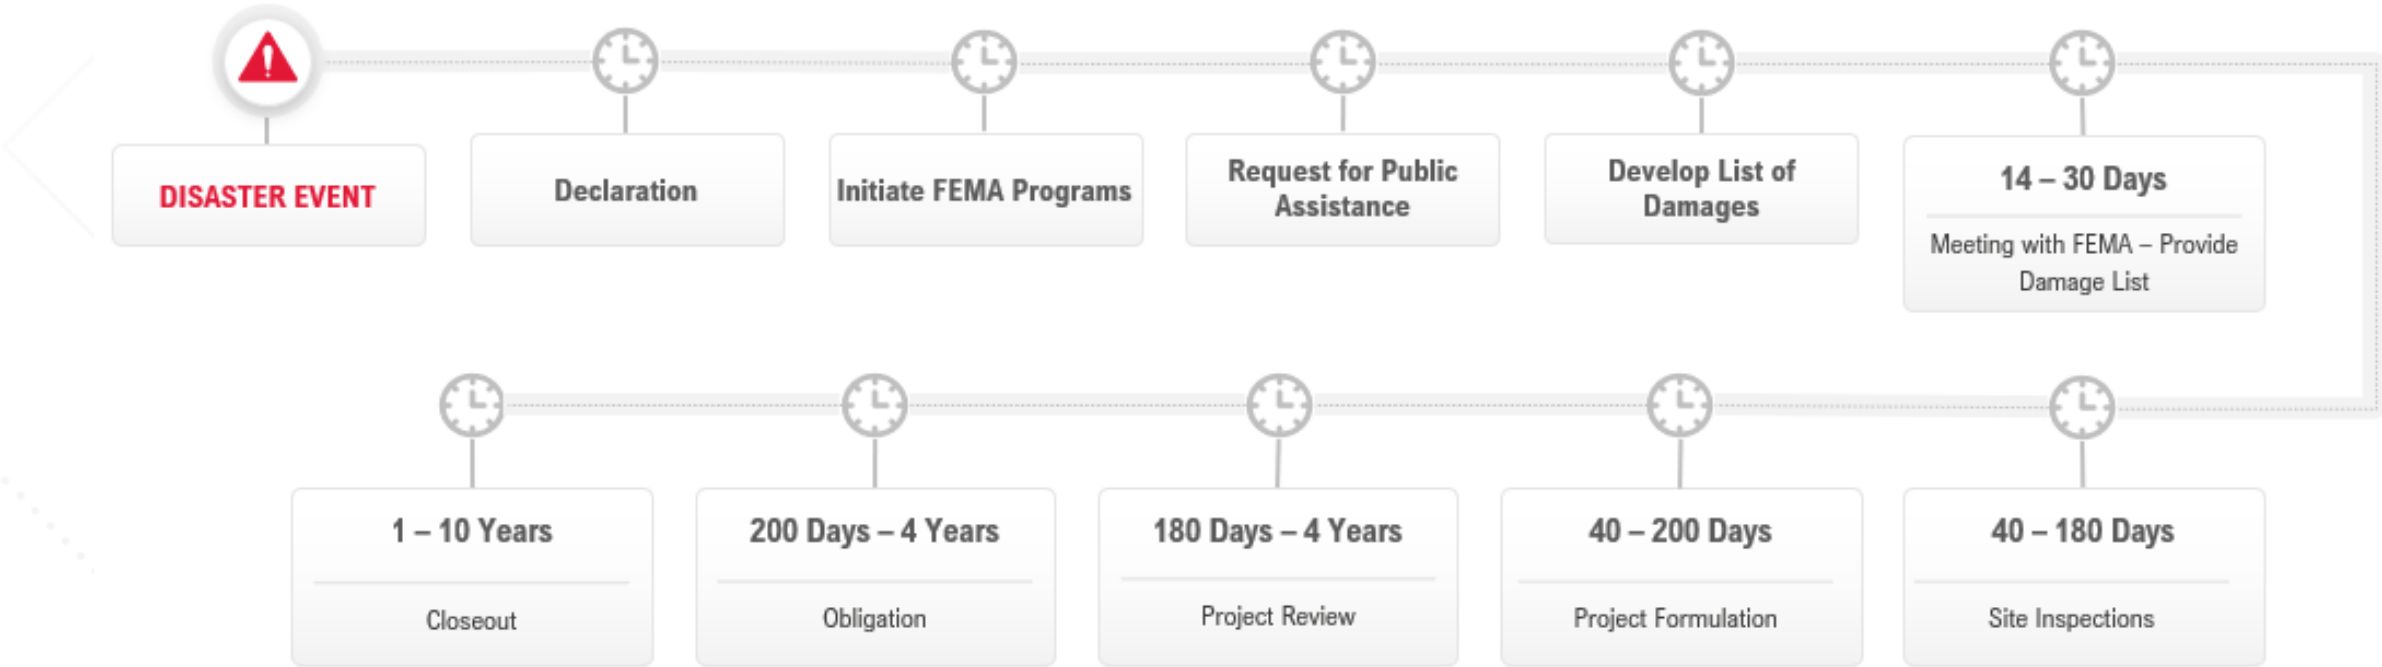 DISASTER EVENT
Declaration
Initiate FEMA Programs
Request for Public
Assistance
Develop List of
Damages
14 – 30 Days
Meeting with FEMA – Provide
Damage List
1 – 10 Years
Closeout
200 Days – 4 Years
Obligation
180 Days – 4 Years
Project Review
40 – 200 Days
Project Formulation
40 – 180 Days
Site Inspections